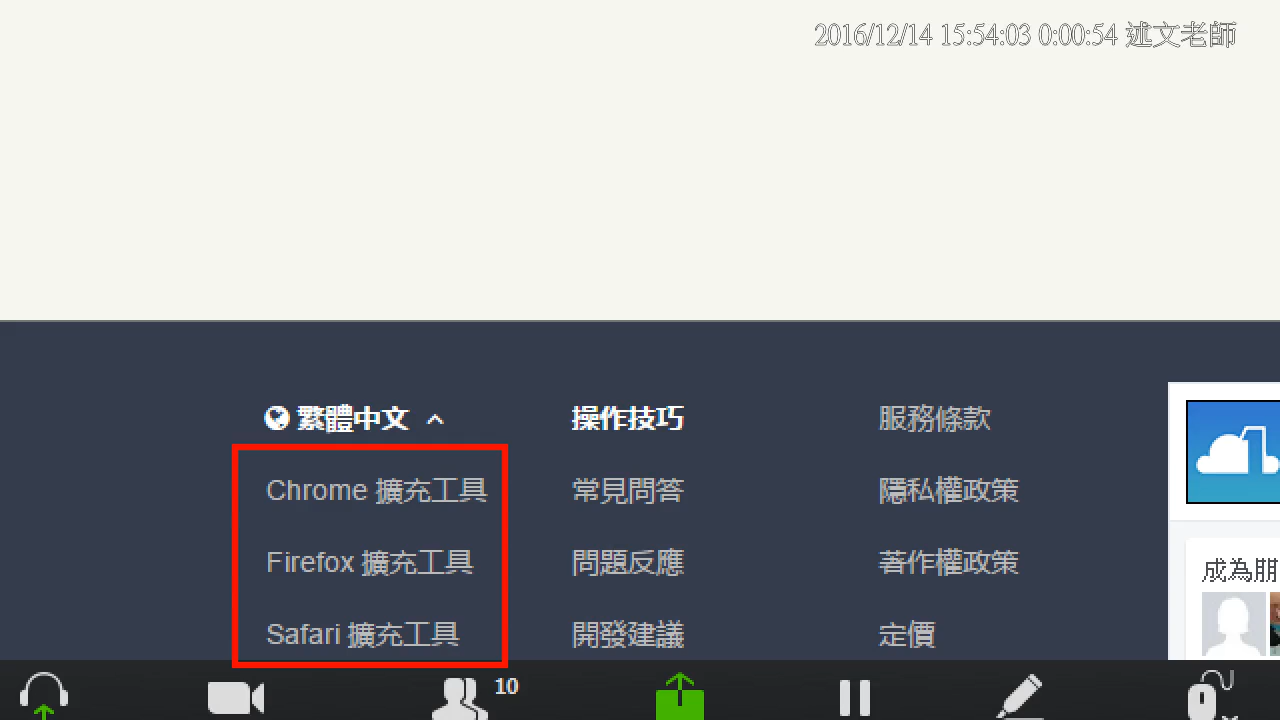 2016/12/14 15:54:03 0:00:54 述文老師
繁體中文
Chrome 擴充工具
Firefox 擴充工具
Safari 擴充工具
操作技巧
常見問答
問題反應
開發建議
服務條款
隱私權政策
著作權政策
定價
成為朋
10